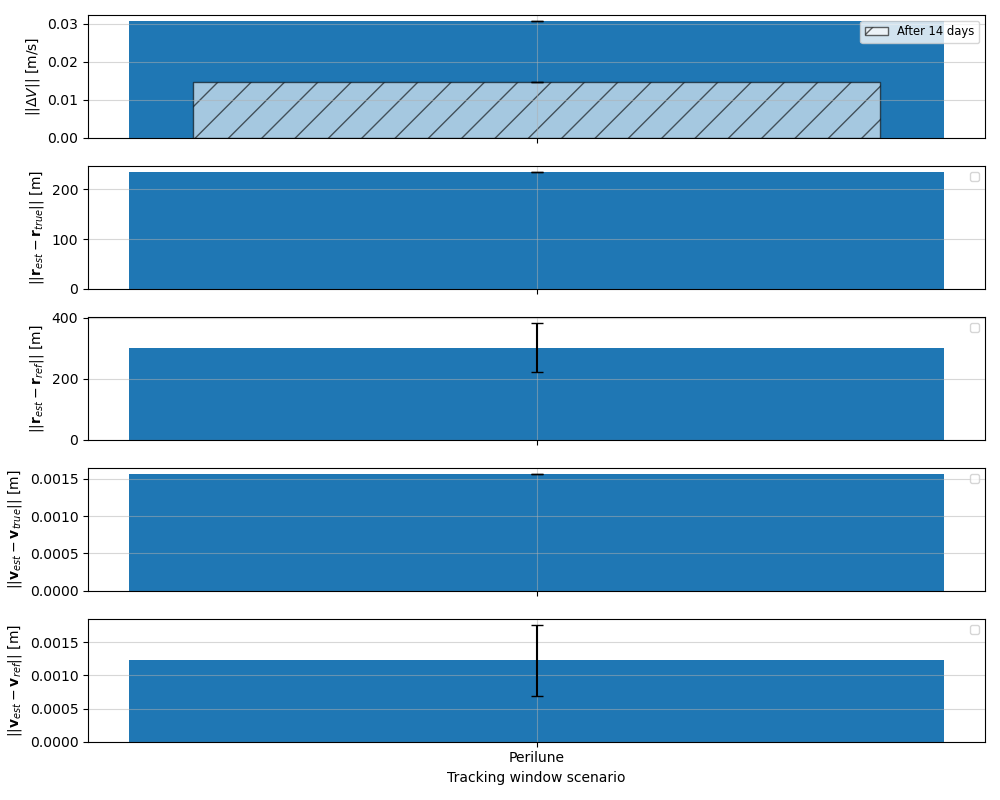 ||ΔV|| [m/s]
0.03
0.02
0.01
0.00
After 14 days
||r_est − r_true|| [m]
200
100
0
||r_est − r_ref|| [m]
400
200
0
||v_est − v_true|| [m]
0.0015
0.0010
0.0005
0.0000
||v_est − v_ref|| [m]
0.0015
0.0010
0.0005
0.0000
Perilune
Tracking window scenario